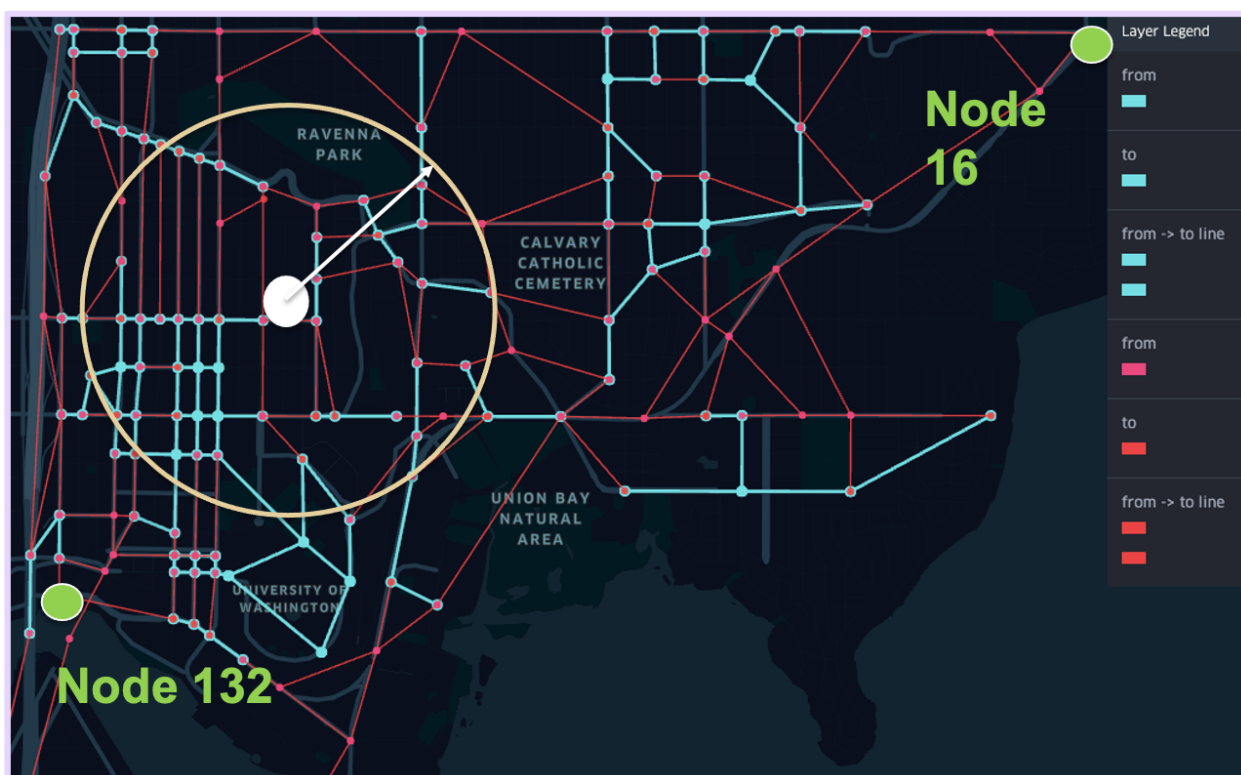 Layer Legend
from
to
from -> to line
from
to
from -> to line
Node
16
RAVENNA
PARK
CALVARY
CATHOLIC
CEMETERY
UNION BAY
NATURAL
AREA
UNIVERSITY OF
WASHINGTON
Node 132